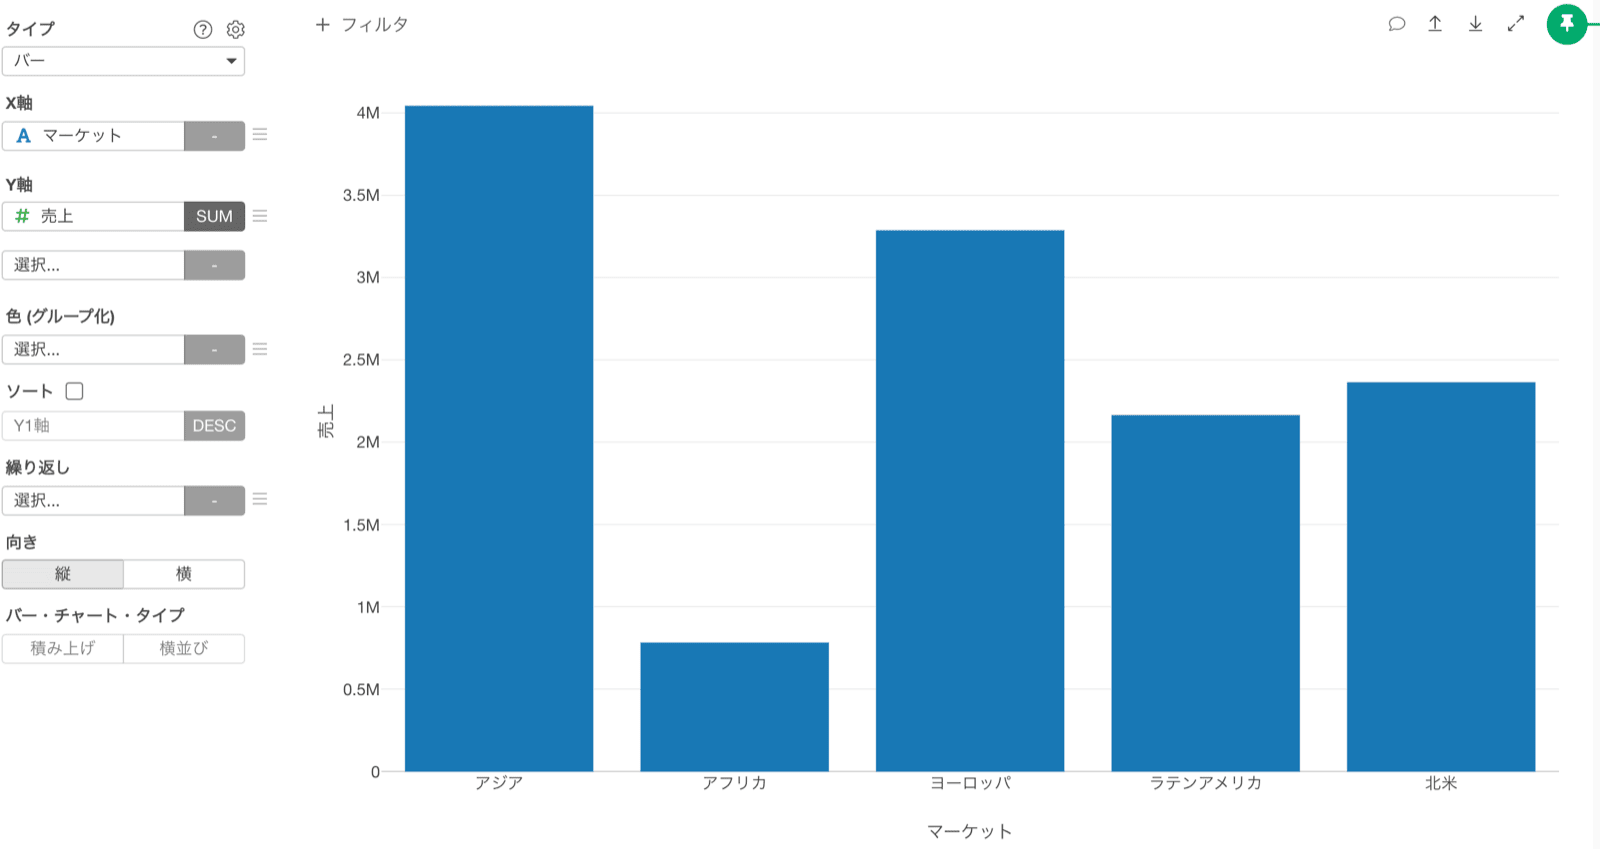 タイプ
バー
X軸
A マーケット -
Y軸
# 売上 SUM
選択... -
色 (グループ化)
選択... -
ソート
Y1軸 DESC
繰り返し
選択... -
向き
縦 横
バー・チャート・タイプ
積み上げ 横並び
+ フィルタ
4M
3.5M
3M
2.5M
2M
1.5M
1M
0.5M
0
売上
アジア アフリカ ヨーロッパ ラテンアメリカ 北米
マーケット